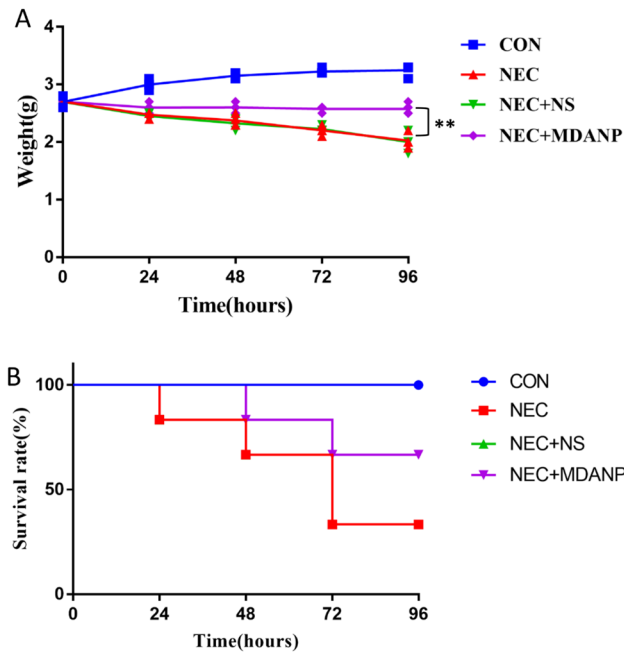 A
Weight(g)
4
3
2
1
0
0 24 48 72 96
Time(hours)
CON
NEC
NEC+NS
NEC+MDANP
**
B
Survival rate(%)
100
50
0
0 24 48 72 96
Time(hours)
CON
NEC
NEC+NS
NEC+MDANP